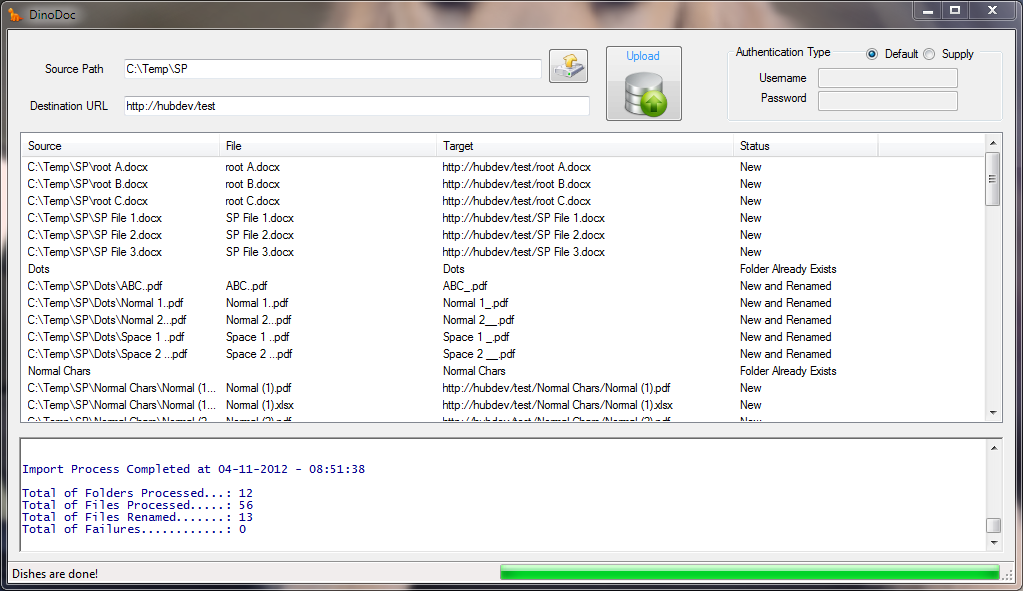 DinoDoc
Source Path C:\Temp\SP
Upload
Authentication Type Default Supply
Username
Password
Destination URL http://hubdev/test
Source File Target Status
C:\Temp\SP\root A.docx root A.docx http://hubdev/test/root A.docx New
C:\Temp\SP\root B.docx root B.docx http://hubdev/test/root B.docx New
C:\Temp\SP\root C.docx root C.docx http://hubdev/test/root C.docx New
C:\Temp\SP\SP File 1.docx SP File 1.docx http://hubdev/test/SP File 1.docx New
C:\Temp\SP\SP File 2.docx SP File 2.docx http://hubdev/test/SP File 2.docx New
C:\Temp\SP\SP File 3.docx SP File 3.docx http://hubdev/test/SP File 3.docx New
Dots Dots Folder Already Exists
C:\Temp\SP\Dots\ABC..pdf ABC..pdf ABC_.pdf New and Renamed
C:\Temp\SP\Dots\Normal 1..pdf Normal 1..pdf Normal 1_.pdf New and Renamed
C:\Temp\SP\Dots\Normal 2...pdf Normal 2...pdf Normal 2__.pdf New and Renamed
C:\Temp\SP\Dots\Space 1 ..pdf Space 1 ..pdf Space 1 _.pdf New and Renamed
C:\Temp\SP\Dots\Space 2 ...pdf Space 2 ...pdf Space 2 __.pdf New and Renamed
Normal Chars Normal Chars Folder Already Exists
C:\Temp\SP\Normal Chars\Normal (1... Normal (1).pdf http://hubdev/test/Normal Chars/Normal (1).pdf New
C:\Temp\SP\Normal Chars\Normal (1... Normal (1).xlsx http://hubdev/test/Normal Chars/Normal (1).xlsx New
Import Process Completed at 04-11-2012 - 08:51:38
Total of Folders Processed...: 12
Total of Files Processed.....: 56
Total of Files Renamed.......: 13
Total of Failures............: 0
Dishes are done!